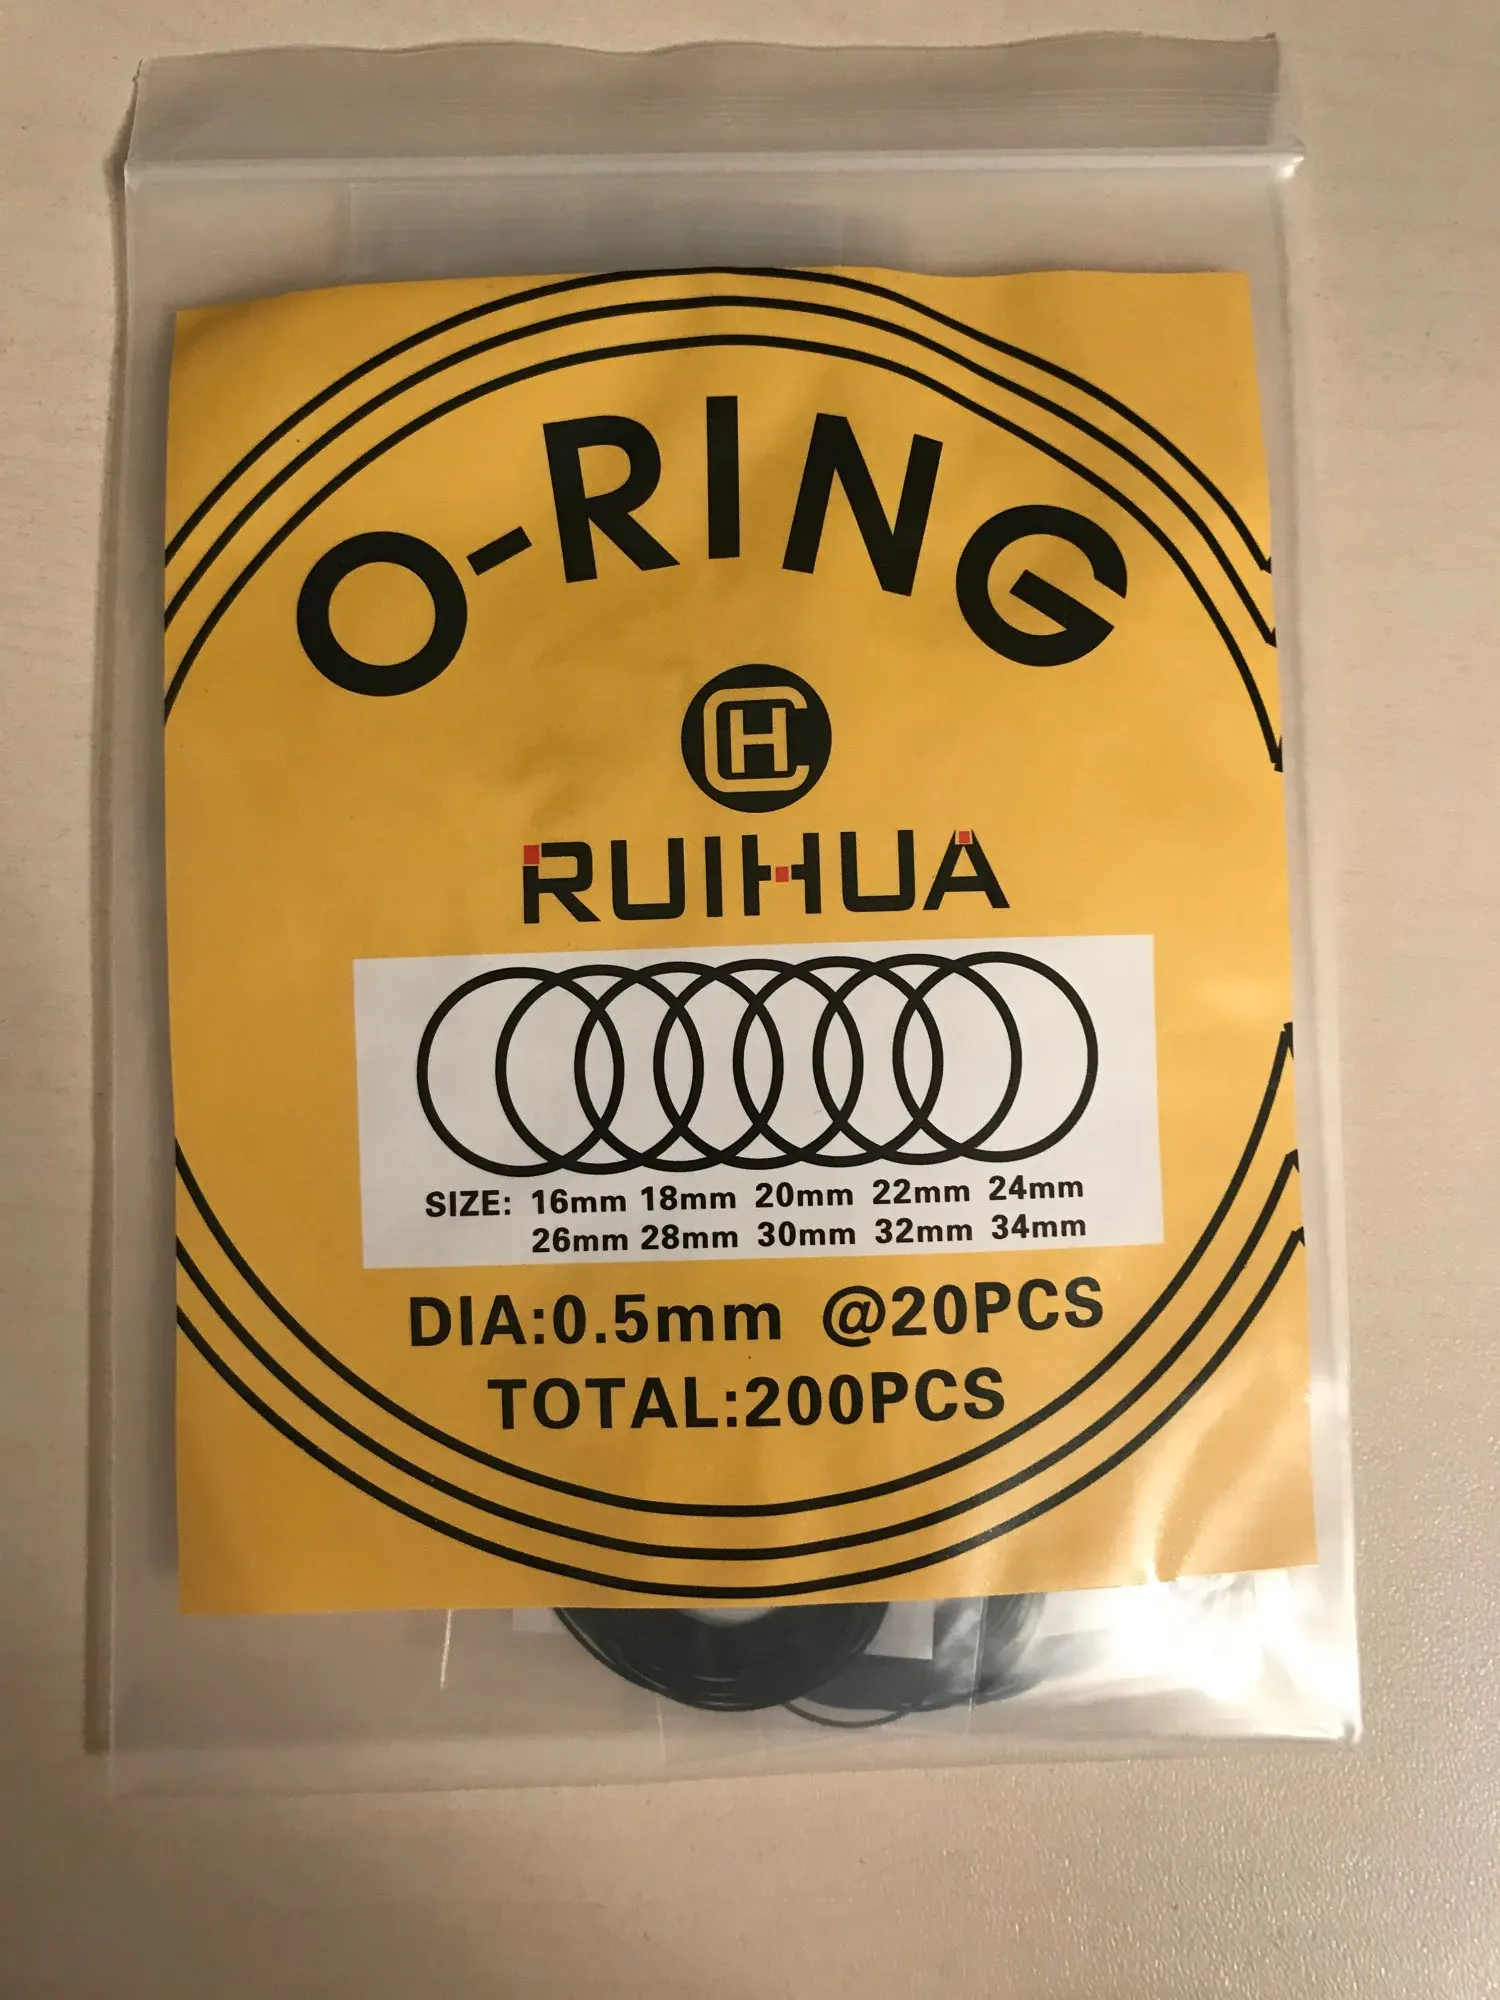 O-RING
CH
RUIHUA
SIZE: 16mm 18mm 20mm 22mm 24mm
26mm 28mm 30mm 32mm 34mm
DIA:0.5mm @20PCS
TOTAL:200PCS